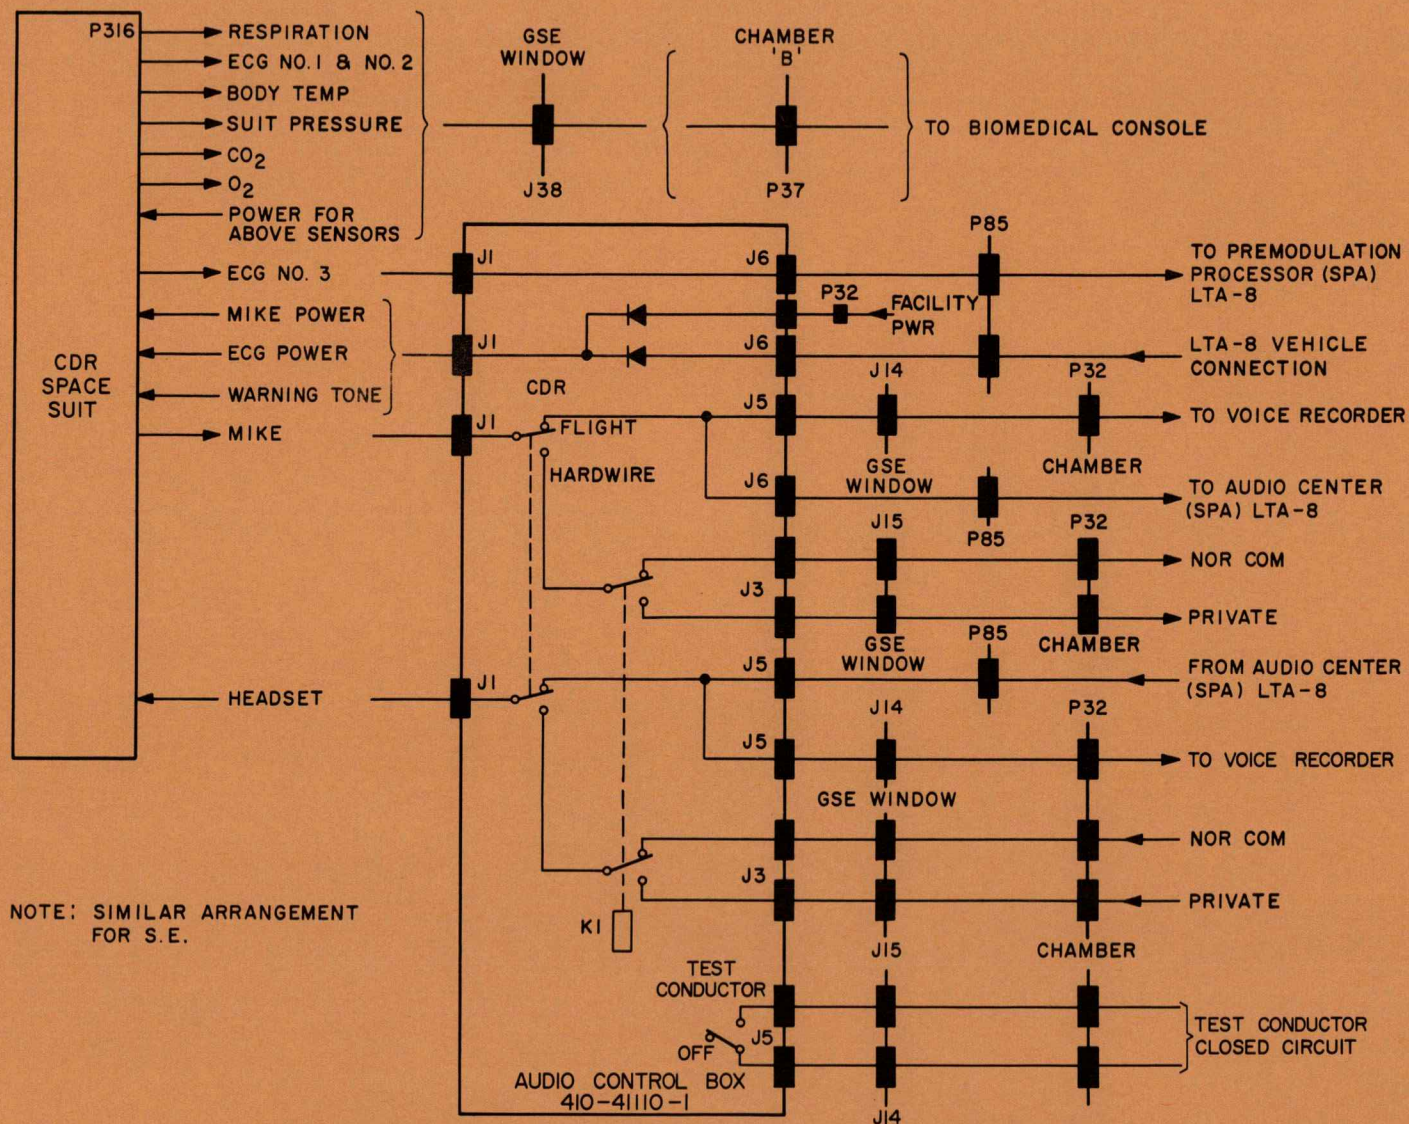 P316
RESPIRATION
ECG NO. 1 & NO. 2
BODY TEMP
SUIT PRESSURE
CO2
O2
POWER FOR
ABOVE SENSORS
ECG NO. 3
MIKE POWER
ECG POWER
WARNING TONE
MIKE
HEADSET
CDR
SPACE
SUIT
GSE
WINDOW
J38
CHAMBER
'B'
P37
TO BIOMEDICAL CONSOLE
J1
J6
P85
TO PREMODULATION
PROCESSOR (SPA)
LTA-8
P32
FACILITY
PWR
J1
J6
LTA-8 VEHICLE
CONNECTION
CDR
J1
FLIGHT
HARDWIRE
J5
J14
P32
TO VOICE RECORDER
GSE
WINDOW
CHAMBER
J6
P85
TO AUDIO CENTER
(SPA) LTA-8
J15
P32
NOR COM
J3
PRIVATE
GSE
WINDOW
CHAMBER
J1
J5
P85
FROM AUDIO CENTER
(SPA) LTA-8
J5
J14
P32
TO VOICE RECORDER
GSE WINDOW
NOR COM
J3
PRIVATE
K1
J15
CHAMBER
TEST
CONDUCTOR
OFF
J5
J14
TEST CONDUCTOR
CLOSED CIRCUIT
AUDIO CONTROL BOX
410-41110-1
NOTE: SIMILAR ARRANGEMENT
FOR S.E.